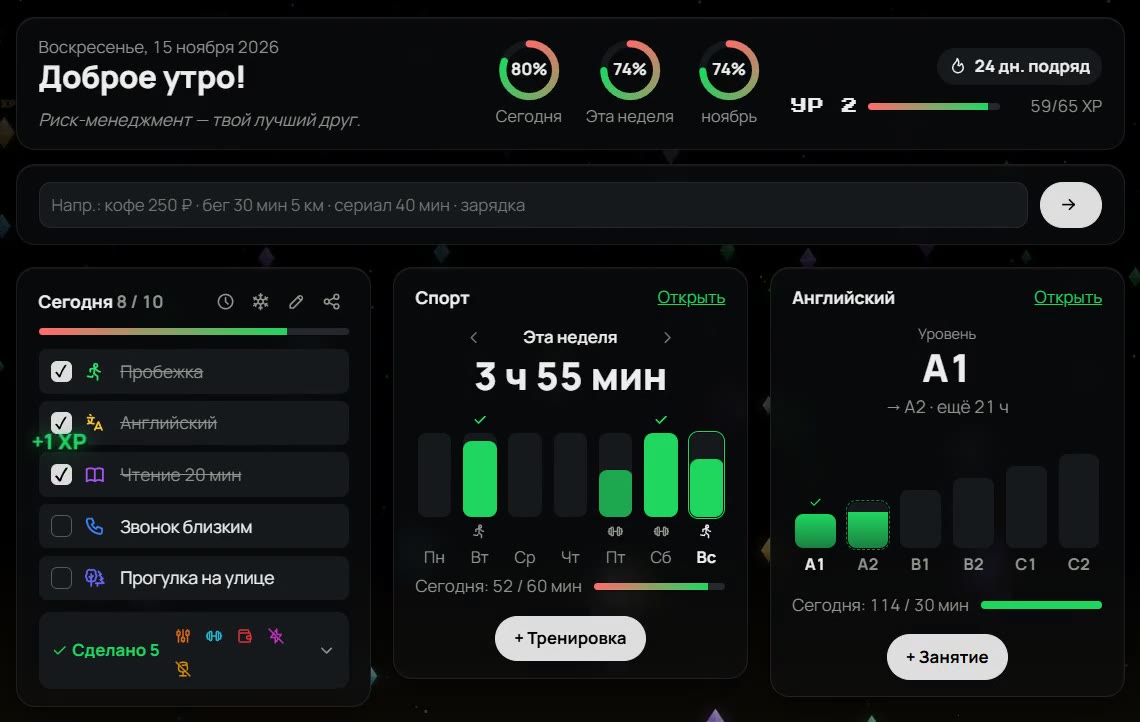 Воскресенье, 15 ноября 2026
Доброе утро!
Риск-менеджмент — твой лучший друг.
80%
Сегодня
74%
Эта неделя
74%
ноябрь
24 дн. подряд
УР 2
59/65 XP
Напр.: кофе 250 ₽ · бег 30 мин 5 км · сериал 40 мин · зарядка
→
Сегодня 8 / 10
Пробежка
Английский
+1 XP
Чтение 20 мин
Звонок близким
Прогулка на улице
Сделано 5
Спорт
Открыть
Эта неделя
3 ч 55 мин
Пн Вт Ср Чт Пт Сб Вс
Сегодня: 52 / 60 мин
+ Тренировка
Английский
Открыть
Уровень
A1
→ A2 · ещё 21 ч
A1 A2 B1 B2 C1 C2
Сегодня: 114 / 30 мин
+ Занятие